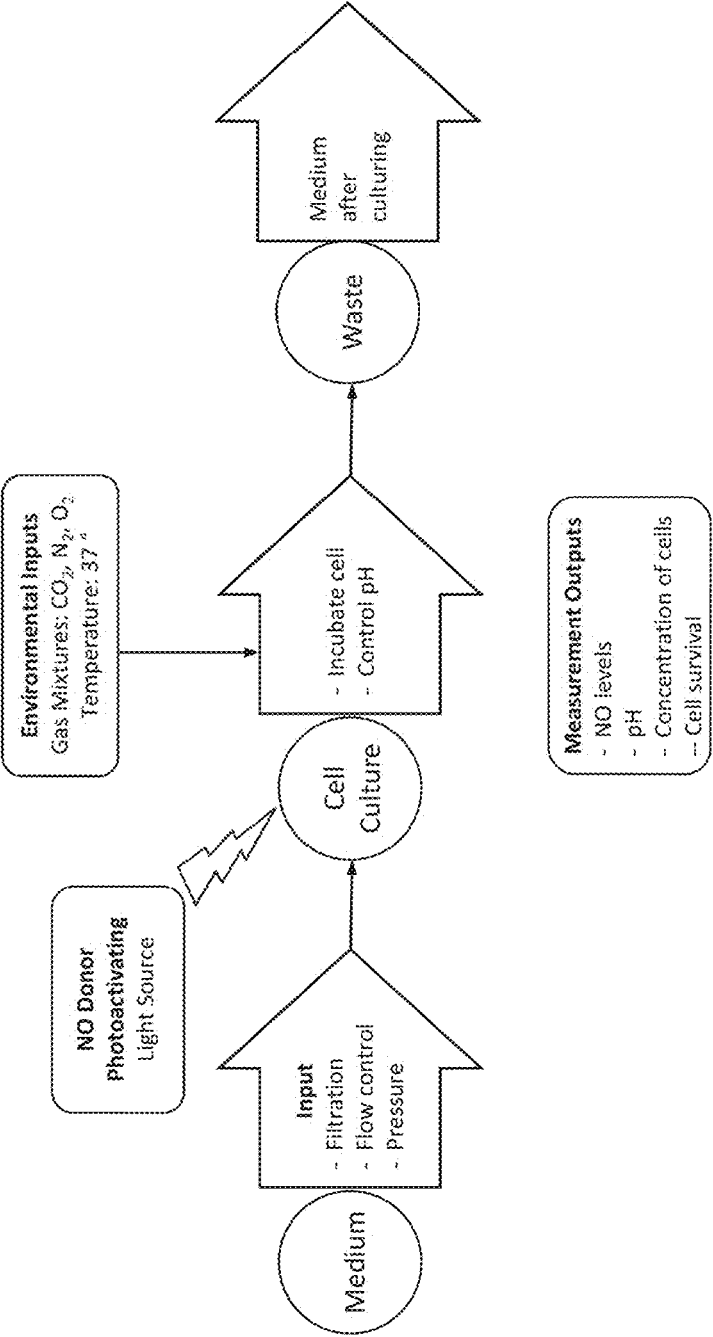 NO Donor
Photoactivating
Light Source
Environmental Inputs
Gas Mixtures: CO₂, N₂, O₂
Temperature: 37 °
Medium
Input
- Filtration
- Flow control
- Pressure
Cell
Culture
- Incubate cell
- Control pH
Waste
Medium
after
culturing
Measurement Outputs
- NO levels
- pH
- Concentration of cells
-- Cell survival